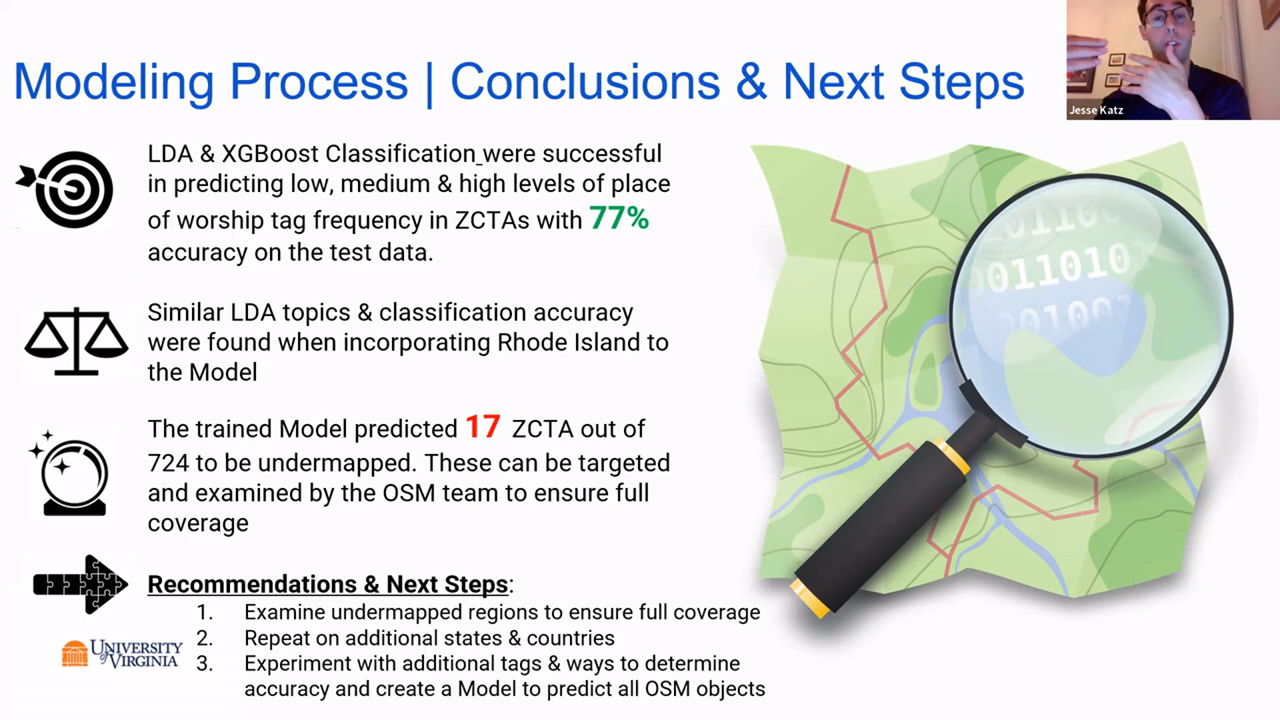 Modeling Process | Conclusions & Next Steps
Jesse Katz
LDA & XGBoost Classification were successful
in predicting low, medium & high levels of place
of worship tag frequency in ZCTAs with 77%
accuracy on the test data.
Similar LDA topics & classification accuracy
were found when incorporating Rhode Island to
the Model
The trained Model predicted 17 ZCTA out of
724 to be undermapped. These can be targeted
and examined by the OSM team to ensure full
coverage
Recommendations & Next Steps:
1. Examine undermapped regions to ensure full coverage
2. Repeat on additional states & countries
3. Experiment with additional tags & ways to determine
accuracy and create a Model to predict all OSM objects
UNIVERSITY
of VIRGINIA
0011010